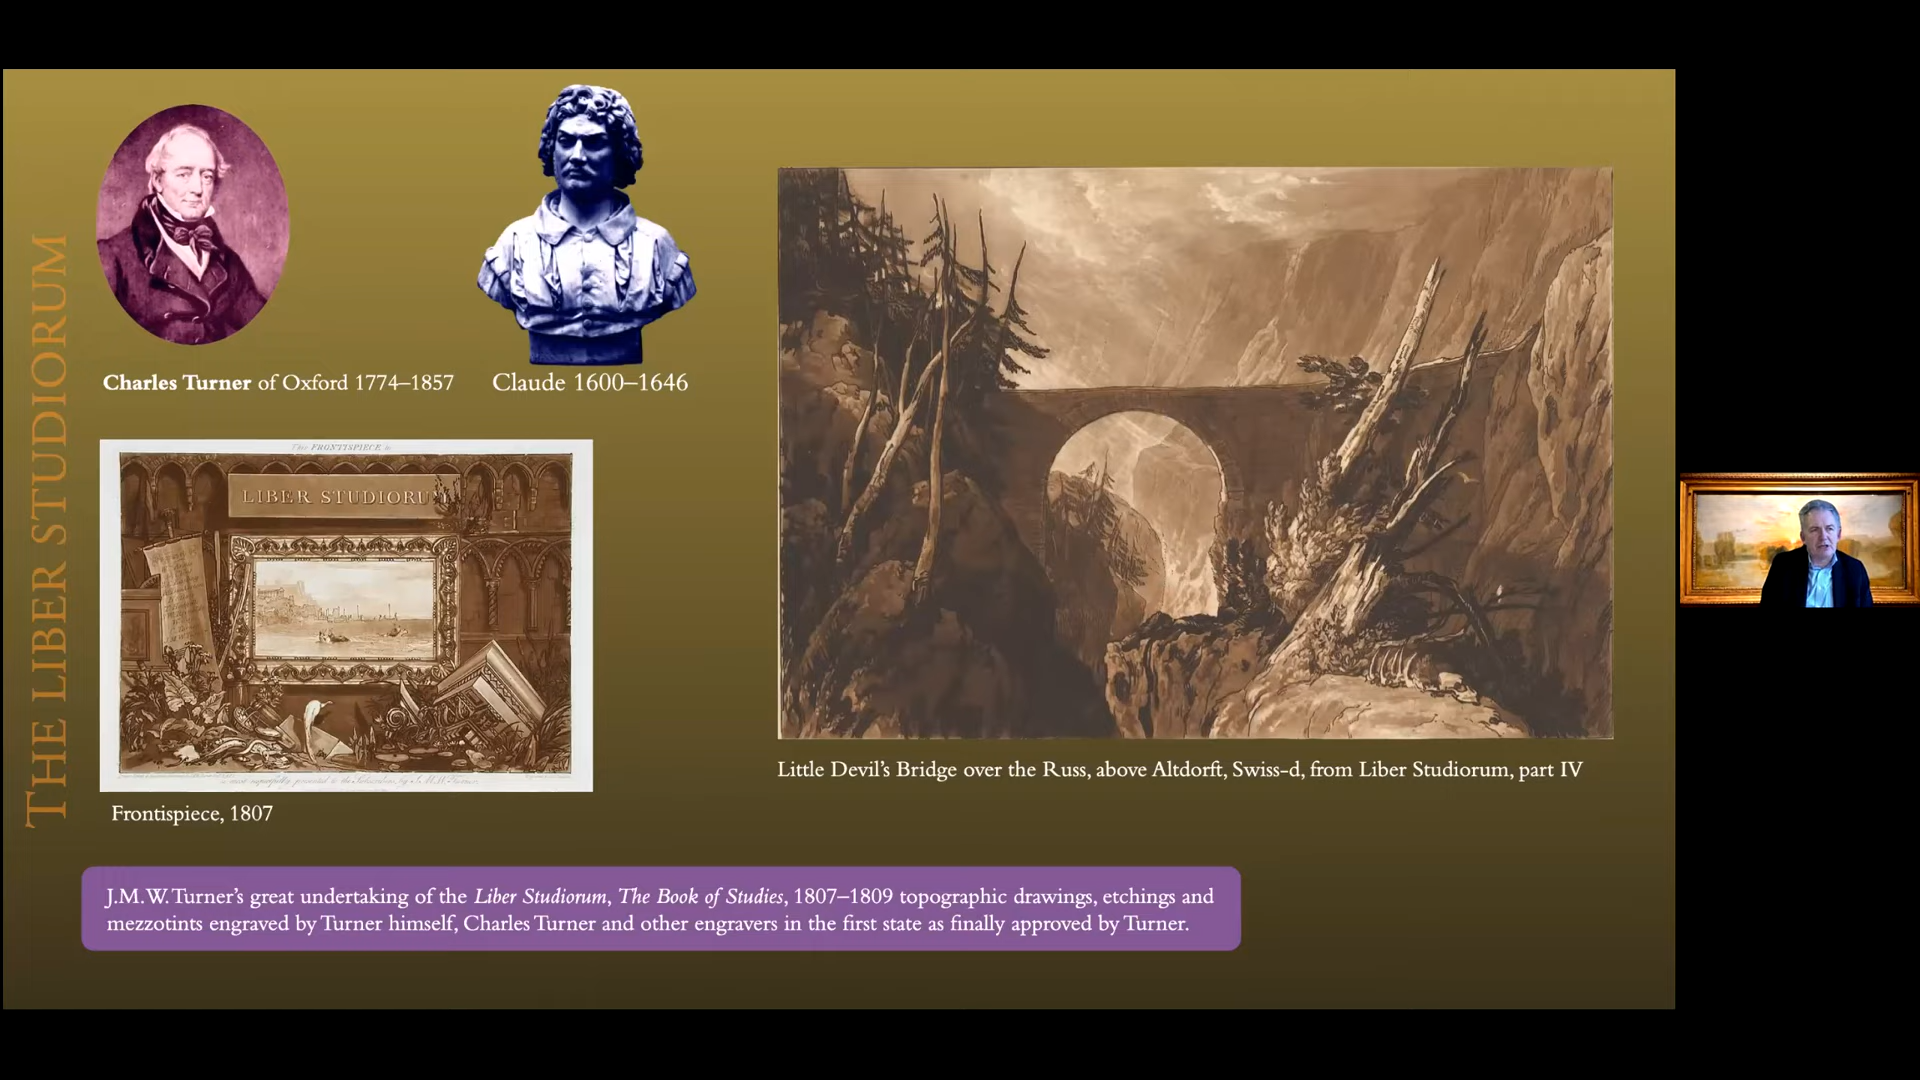 THE LIBER STUDIORUM
Charles Turner of Oxford 1774–1857
Claude 1600–1646
The FRONTISPIECE to
LIBER STUDIORU
Frontispiece, 1807
Little Devil's Bridge over the Russ, above Altdorft, Swiss-d, from Liber Studiorum, part IV
J.M.W. Turner's great undertaking of the Liber Studiorum, The Book of Studies, 1807–1809 topographic drawings, etchings and
mezzotints engraved by Turner himself, Charles Turner and other engravers in the first state as finally approved by Turner.